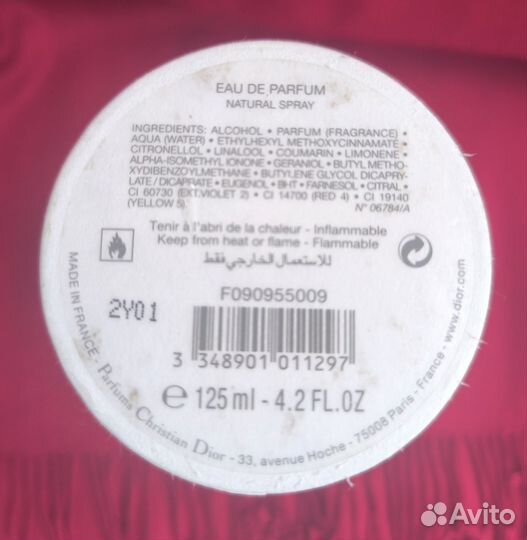 EAU DE PARFUM
NATURAL SPRAY
INGREDIENTS: ALCOHOL • PARFUM (FRAGRANCE) •
AQUA (WATER) • ETHYLHEXYL METHOXYCINNAMATE
CITRONELLOL • LINALOOL • COUMARIN • LIMONENE
ALPHA-ISOMETHYL IONONE • GERANIOL • BUTYL METHO-
XYDIBENZOYLMETHANE • BUTYLENE GLYCOL DICAPRY-
LATE / DICAPRATE • EUGENOL • BHT • FARNESOL • CITRAL •
CI 60730 (EXT.VIOLET 2) • CI 14700 (RED 4) • CI 19140
(YELLOW 5).
N° 06784/A
Tenir à l'abri de la chaleur - Inflammable
Keep from heat or flame - Flammable
للاستعمال الخارجي فقط
F090955009
2Y01
3 348901 011297
e 125 ml - 4.2 FL.OZ
MADE IN FRANCE - Parfums Christian Dior - 33, avenue Hoche - 75008 Paris - France - www.dior.com
Avito